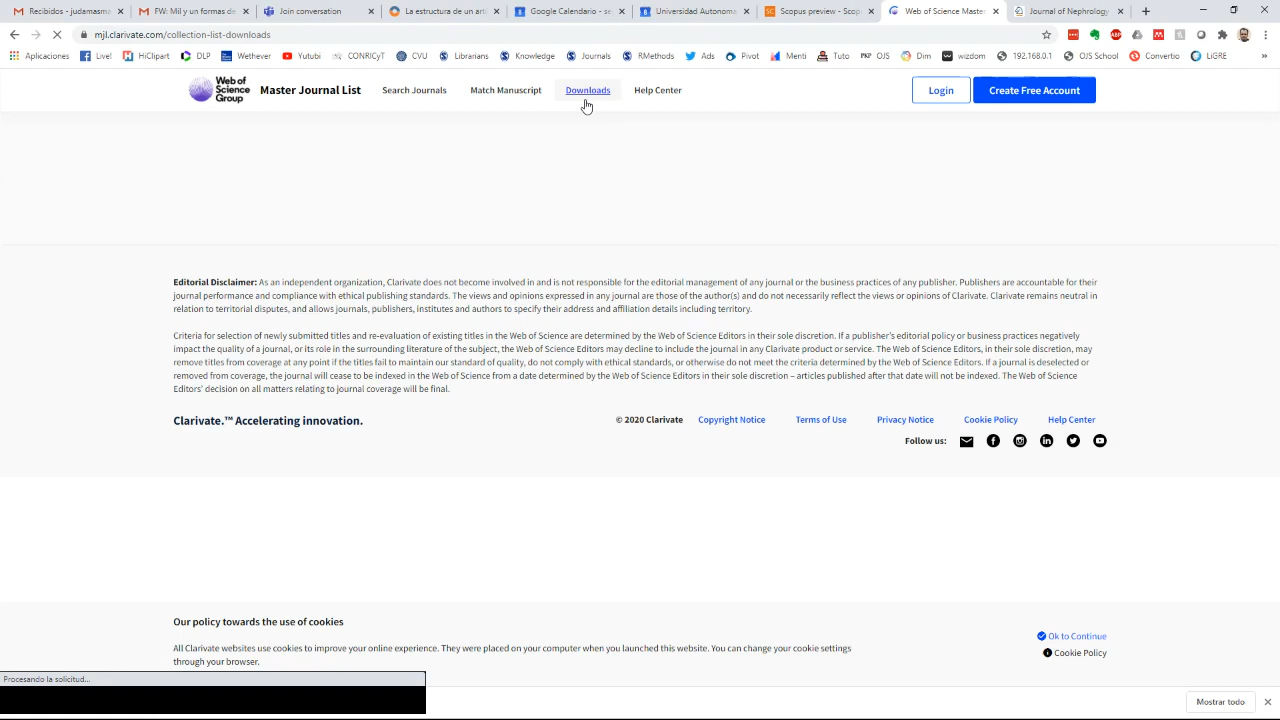 Recibidos - judamasm
FW: Mil y un formas de
Join conversation
La estructura de un art
Google Calendar - se
Universidad Autonoma
Scopus preview - Scop
Web of Science Master
Journal of Nephrology
mjl.clarivate.com/collection-list-downloads
Aplicaciones Live! HiClipart DLP Wethever Yutubi CONRICyT CVU Librarians Knowledge Journals RMethods Ads Pivot Menti Tuto PKP OJS Dim wizdom 192.168.0.1 OJS School Convertio LiGRE »
Web of Science Group
Master Journal List Search Journals Match Manuscript Downloads Help Center Login Create Free Account
Editorial Disclaimer: As an independent organization, Clarivate does not become involved in and is not responsible for the editorial management of any journal or the business practices of any publisher. Publishers are accountable for their
journal performance and compliance with ethical publishing standards. The views and opinions expressed in any journal are those of the author(s) and do not necessarily reflect the views or opinions of Clarivate. Clarivate remains neutral in
relation to territorial disputes, and allows journals, publishers, institutes and authors to specify their address and affiliation details including territory.
Criteria for selection of newly submitted titles and re-evaluation of existing titles in the Web of Science are determined by the Web of Science Editors in their sole discretion. If a publisher's editorial policy or business practices negatively
impact the quality of a journal, or its role in the surrounding literature of the subject, the Web of Science Editors may decline to include the journal in any Clarivate product or service. The Web of Science Editors, in their sole discretion, may
remove titles from coverage at any point if the titles fail to maintain our standard of quality, do not comply with ethical standards, or otherwise do not meet the criteria determined by the Web of Science Editors. If a journal is deselected or
removed from coverage, the journal will cease to be indexed in the Web of Science from a date determined by the Web of Science Editors in their sole discretion – articles published after that date will not be indexed. The Web of Science
Editors' decision on all matters relating to journal coverage will be final.
Clarivate.™ Accelerating innovation. © 2020 Clarivate Copyright Notice Terms of Use Privacy Notice Cookie Policy Help Center
Follow us:
Our policy towards the use of cookies
Ok to Continue
All Clarivate websites use cookies to improve your online experience. They were placed on your computer when you launched this website. You can change your cookie settings
through your browser.
Cookie Policy
Procesando la solicitud...
Mostrar todo